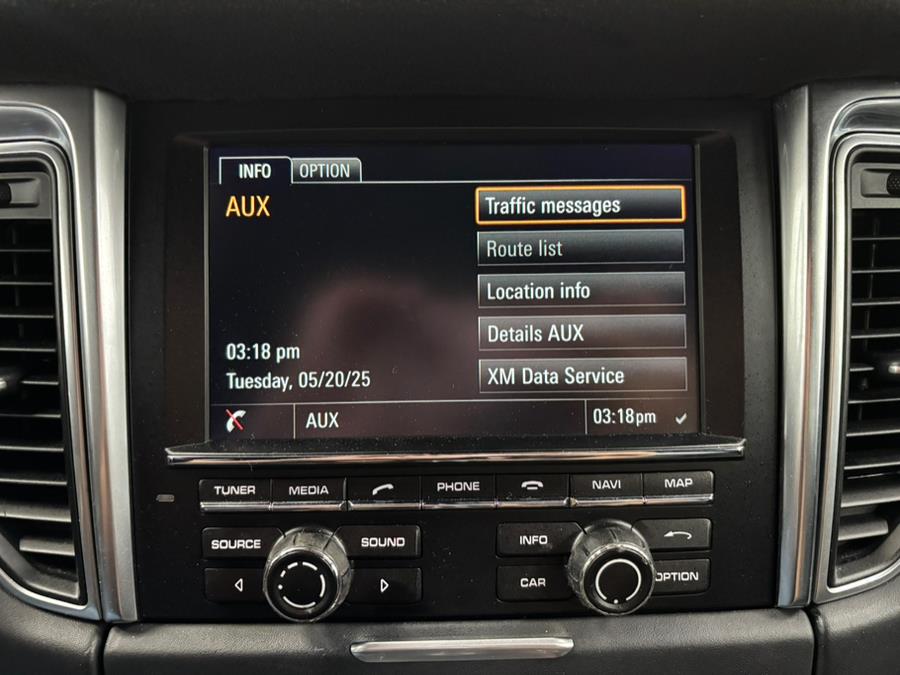 INFO OPTION
AUX
Traffic messages
Route list
Location info
Details AUX
XM Data Service
03:18 pm
Tuesday, 05/20/25
AUX 03:18pm
TUNER MEDIA PHONE NAVI MAP
SOURCE SOUND INFO
CAR OPTION